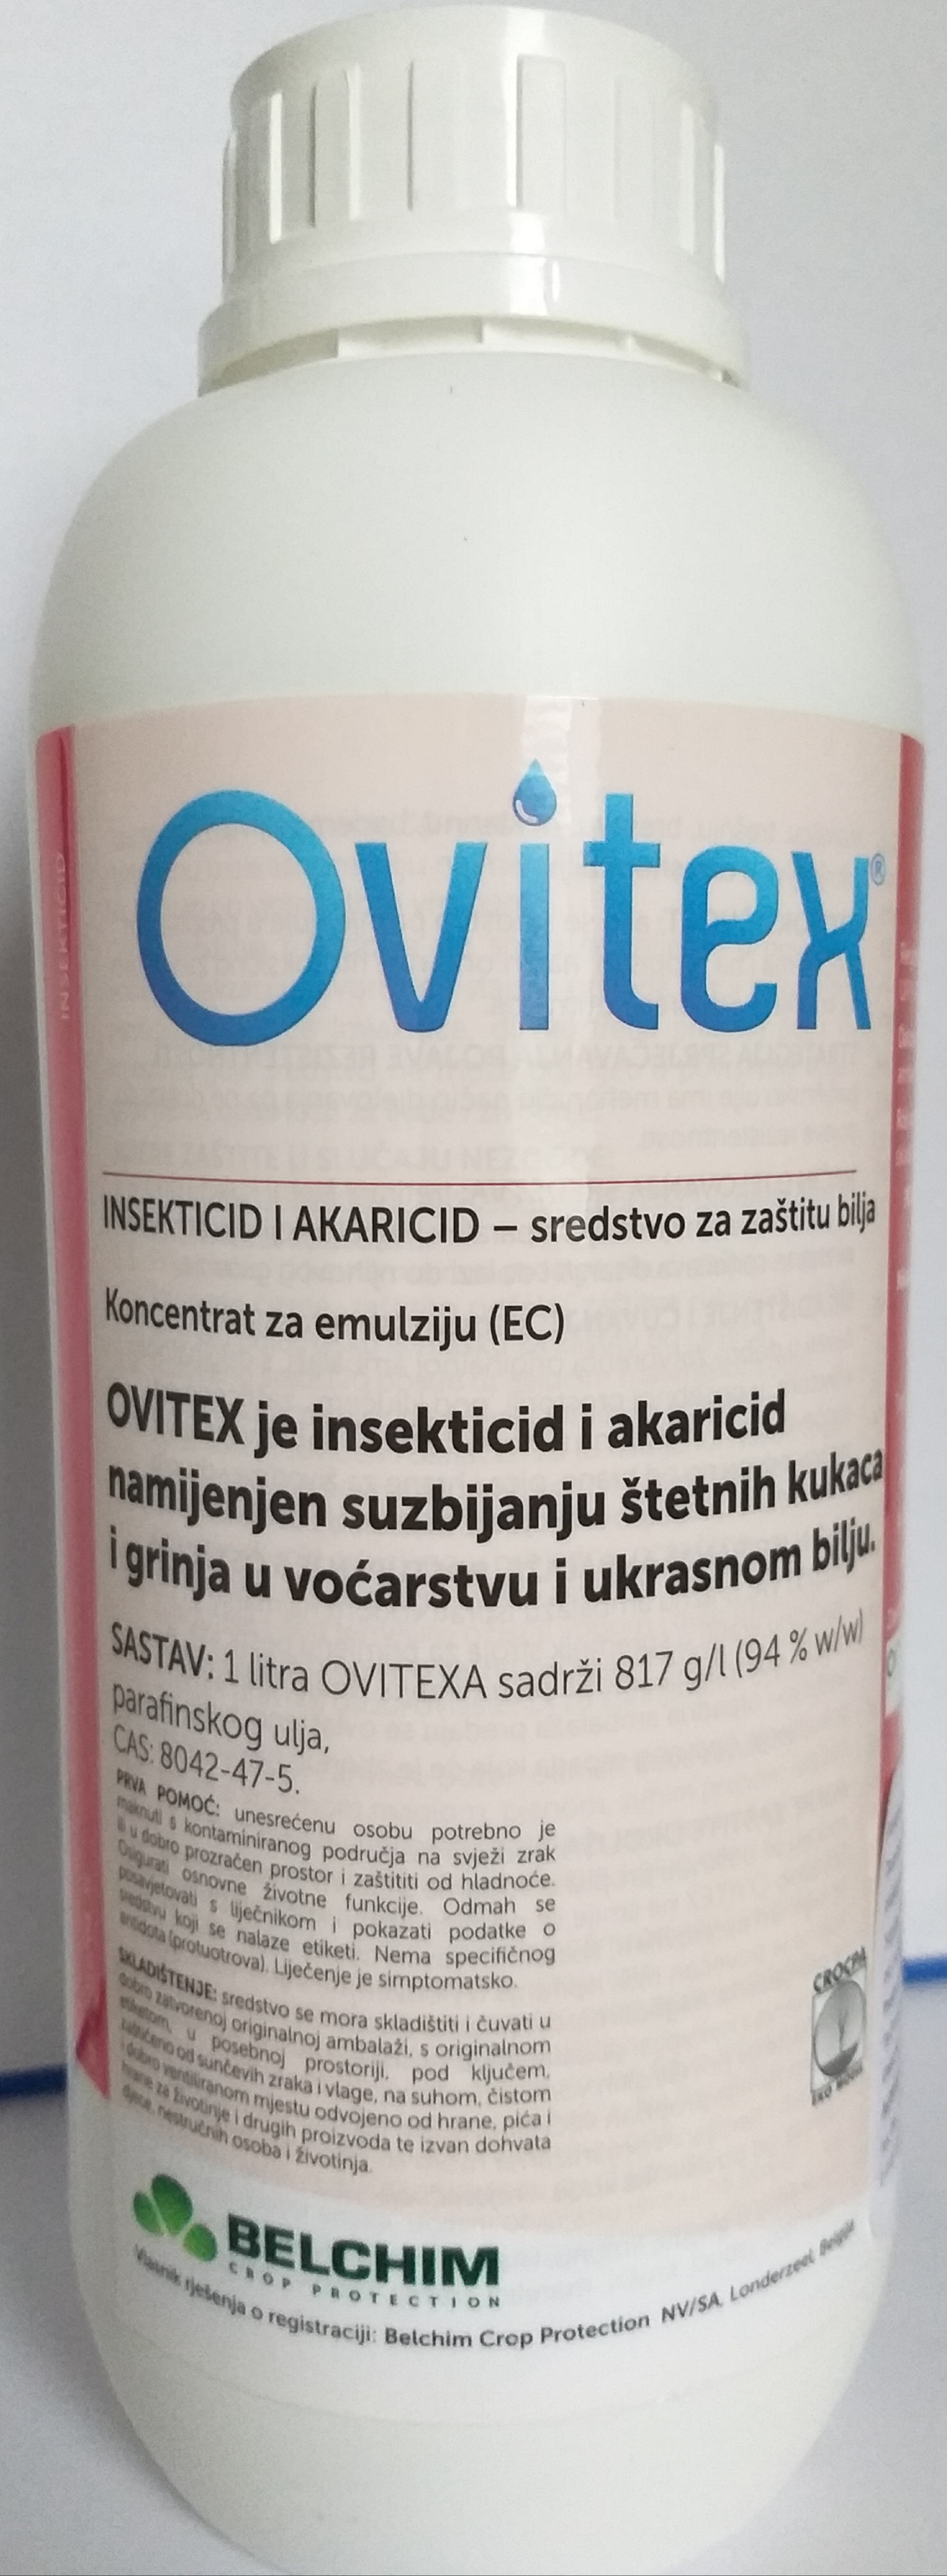 Ovitex®
INSEKTICID
INSEKTICID I AKARICID – sredstvo za zaštitu bilja
Koncentrat za emulziju (EC)
OVITEX je insekticid i akaricid
namijenjen suzbijanju štetnih kukaca
i grinja u voćarstvu i ukrasnom bilju.
SASTAV: 1 litra OVITEXA sadrži 817 g/l (94 % w/w)
parafinskog ulja,
CAS: 8042-47-5.
PRVA POMOĆ: unesrećenu osobu potrebno je
maknuti s kontaminiranog područja na svježi zrak
ili u dobro prozračen prostor i zaštititi od hladnoće.
Osigurati osnovne životne funkcije. Odmah se
posavjetovati s liječnikom i pokazati podatke o
sredstvu koji se nalaze etiketi. Nema specifičnog
antidota (protuotrova). Liječenje je simptomatsko.
SKLADIŠTENJE: sredstvo se mora skladištiti i čuvati u
dobro zatvorenoj originalnoj ambalaži, s originalnom
etiketom, u posebnoj prostoriji, pod ključem,
zaštićeno od sunčevih zraka i vlage, na suhom, čistom
i dobro ventiliranom mjestu odvojeno od hrane, pića i
hrane za životinje i drugih proizvoda te izvan dohvata
djece, nestručnih osoba i životinja.
CROCPA
EKO MODEL
BELCHIM
CROP PROTECTION
Vlasnik rješenja o registraciji: Belchim Crop Protection NV/SA, Londerzeel, Belgija